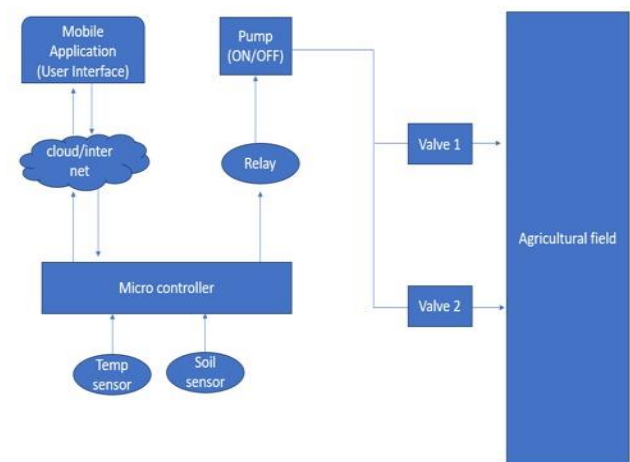 Mobile
Application
(User Interface)
Pump
(ON/OFF)
cloud/inter
net
Relay
Valve 1
Agricultural field
Micro controller
Valve 2
Temp
sensor
Soil
sensor